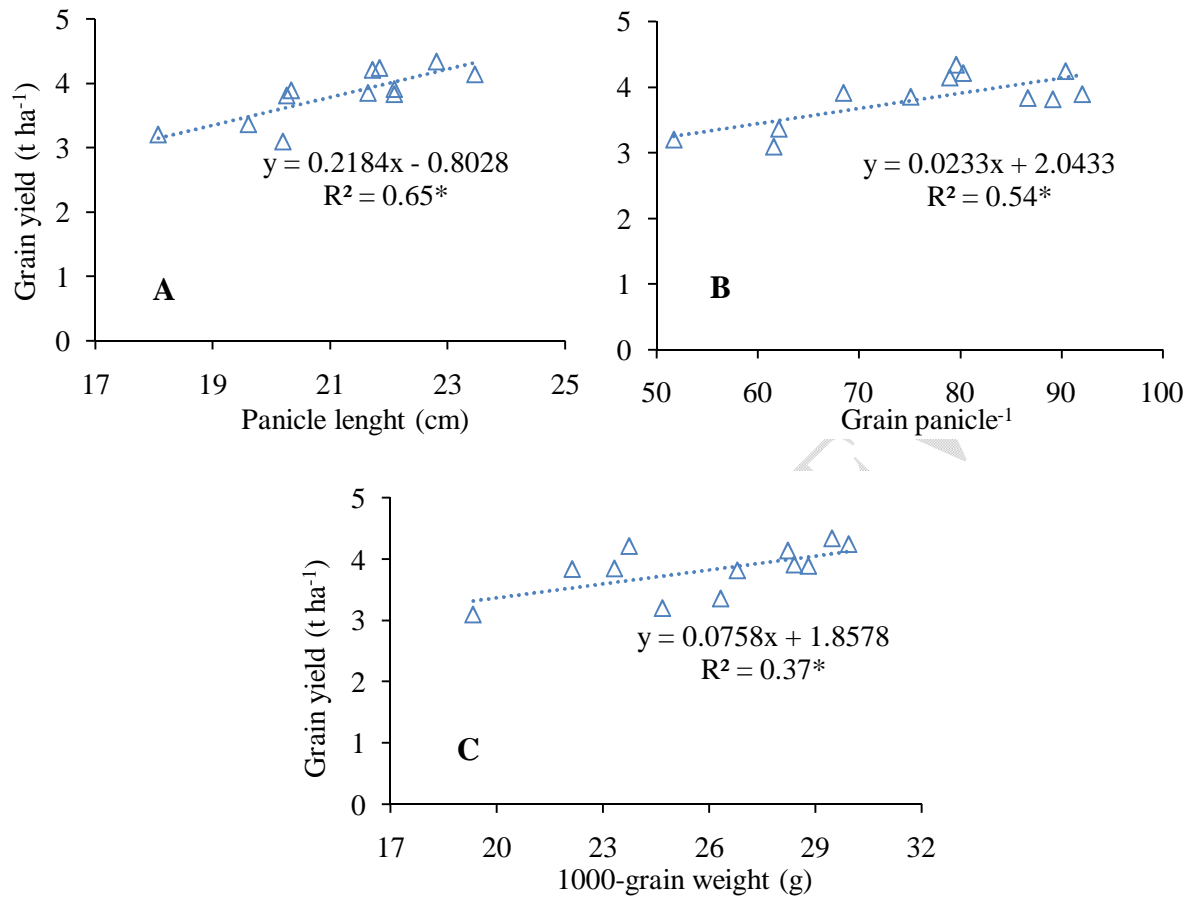 5
4
3
2
1
0
Grain yield (t ha⁻¹)
y = 0.2184x - 0.8028
R² = 0.65*
A
17 19 21 23 25
Panicle lenght (cm)
5
4
3
2
1
0
y = 0.0233x + 2.0433
R² = 0.54*
B
50 60 70 80 90 100
Grain panicle⁻¹
5
4
3
2
1
0
Grain yield (t ha⁻¹)
y = 0.0758x + 1.8578
R² = 0.37*
C
17 20 23 26 29 32
1000-grain weight (g)